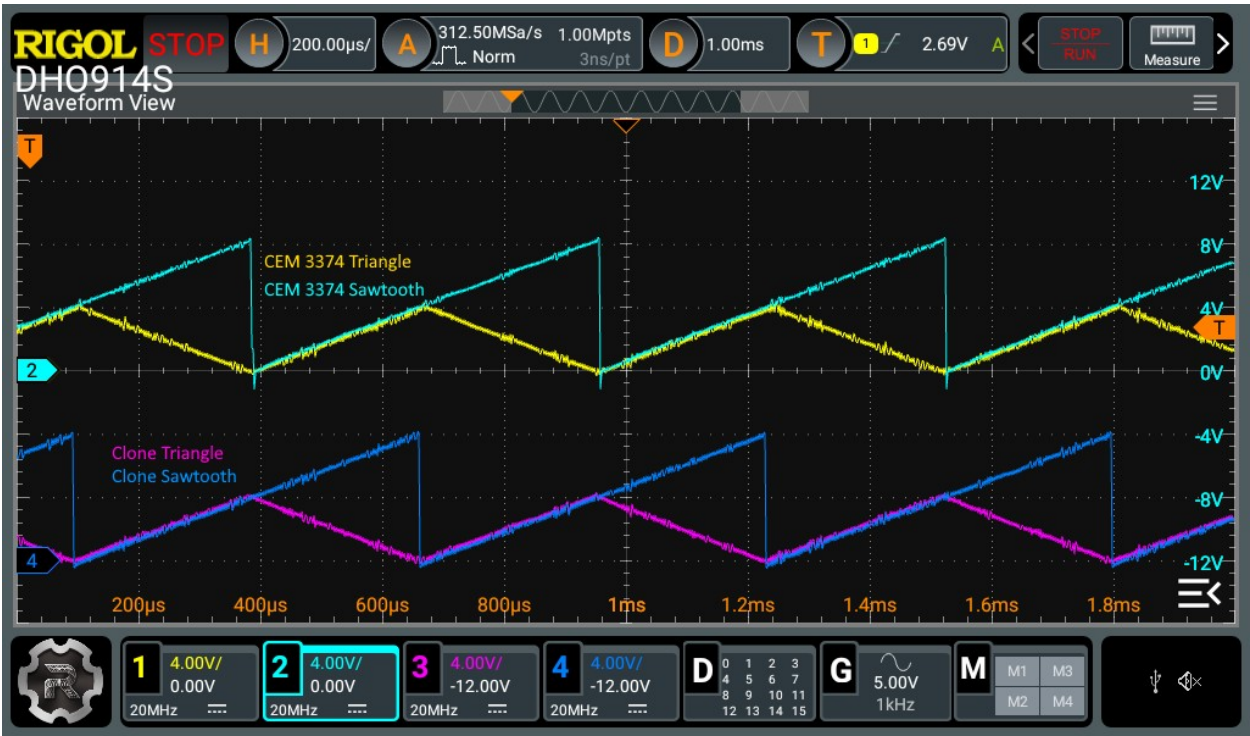 RIGOL STOP H 200.00µs/ A 312.50MSa/s 1.00Mpts D 1.00ms T 1 2.69V A STOP
RUN Measure
Norm 3ns/pt
DHO914S
Waveform View
T
12V
8V
CEM 3374 Triangle
CEM 3374 Sawtooth
4V
T
2
0V
-4V
Clone Triangle
Clone Sawtooth
-8V
4
-12V
200µs 400µs 600µs 800µs 1ms 1.2ms 1.4ms 1.6ms 1.8ms
R
1 4.00V/ 2 4.00V/ 3 4.00V/ 4 4.00V/ D 0 1 2 3 G M M1 M3
0.00V 0.00V -12.00V -12.00V 4 5 6 7 5.00V
8 9 10 11 1kHz M2 M4
20MHz 20MHz 20MHz 20MHz 12 13 14 15